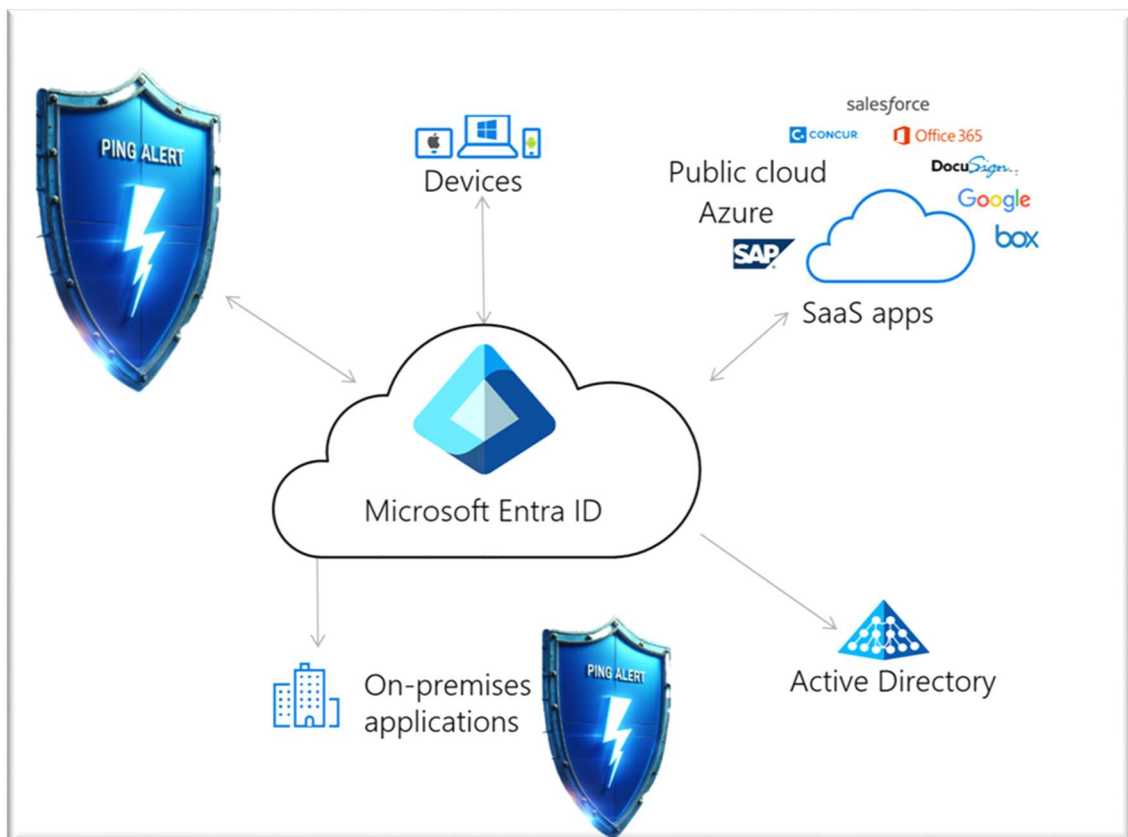 PING ALERT
Devices
salesforce
C. CONCUR
Office 365
DocuSign
Public cloud
Azure
Google
SAP
box
SaaS apps
Microsoft Entra ID
On-premises
applications
PING ALERT
Active Directory